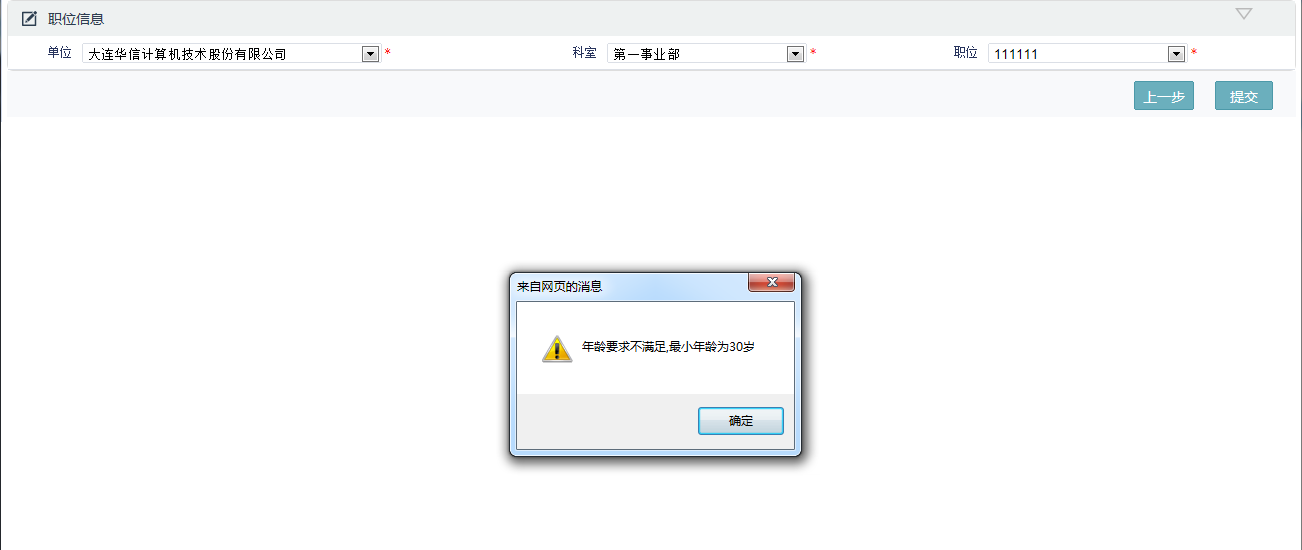 职位信息
单位 大连华信计算机技术股份有限公司 * 科室 第一事业部 * 职位 111111 *
上一步 提交
来自网页的消息
年龄要求不满足,最小年龄为30岁
确定